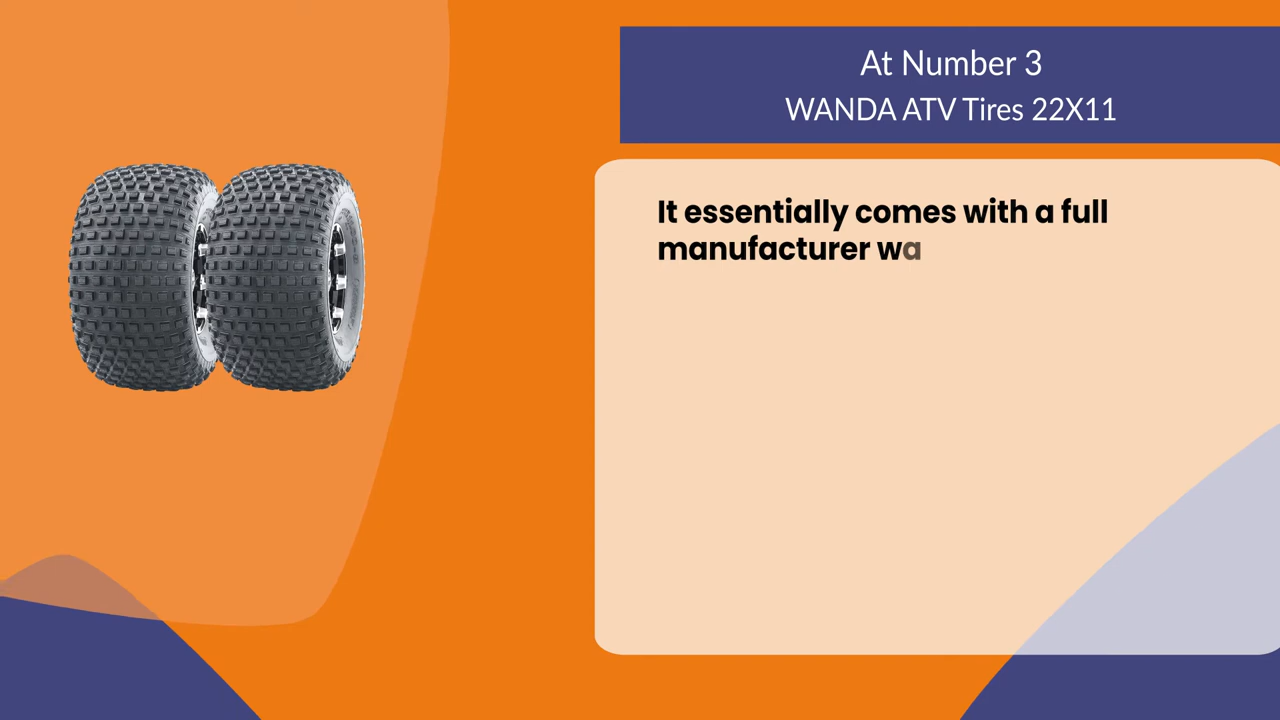 At Number 3
WANDA ATV Tires 22X11
It essentially comes with a full
manufacturer wa